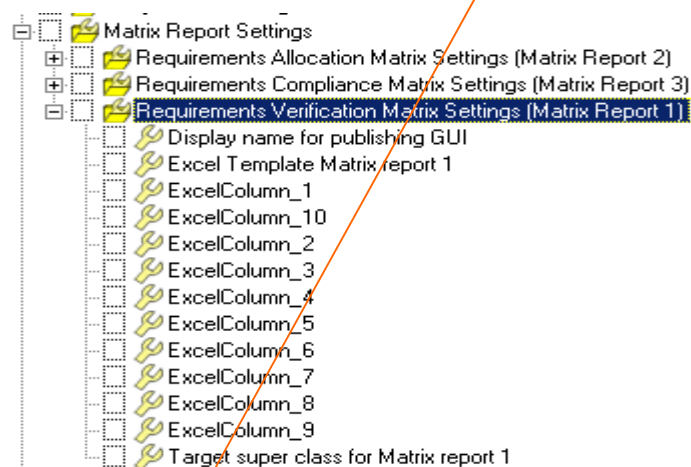 Matrix Report Settings
Requirements Allocation Matrix Settings (Matrix Report 2)
Requirements Compliance Matrix Settings (Matrix Report 3)
Requirements Verification Matrix Settings (Matrix Report 1)
Display name for publishing GUI
Excel Template Matrix report 1
ExcelColumn_1
ExcelColumn_10
ExcelColumn_2
ExcelColumn_3
ExcelColumn_4
ExcelColumn_5
ExcelColumn_6
ExcelColumn_7
ExcelColumn_8
ExcelColumn_9
Target super class for Matrix report 1